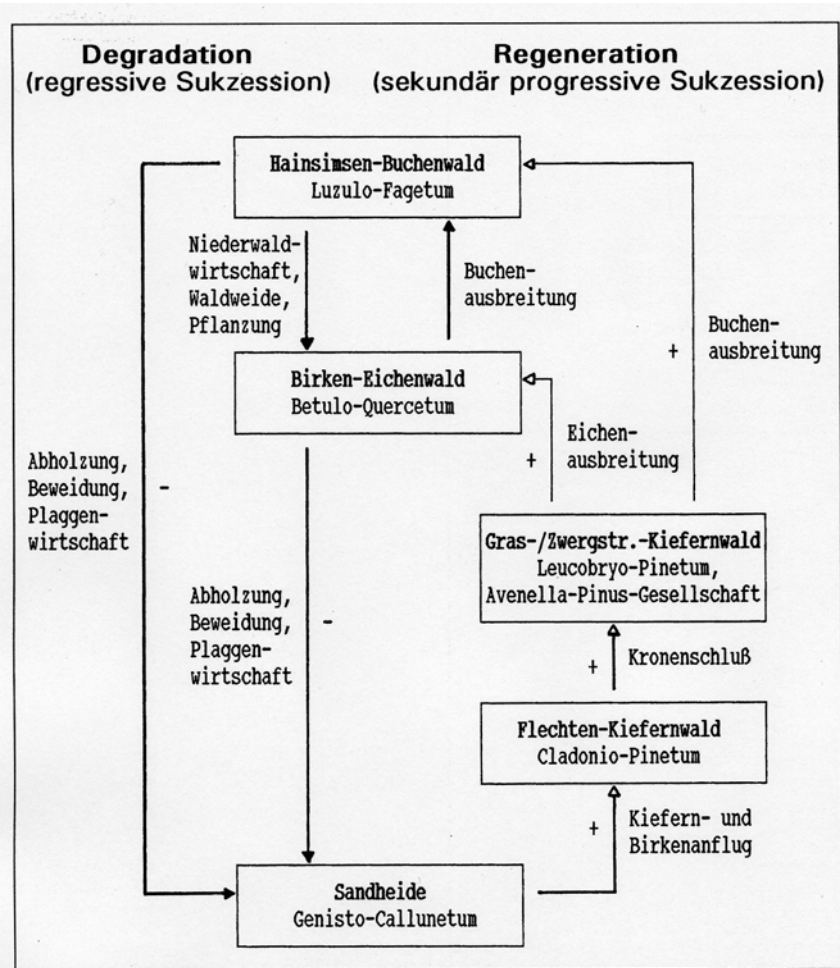 Degradation
(regressive Sukzession)
Regeneration
(sekundär progressive Sukzession)
Hainsimsen-Buchenwald
Luzulo-Fagetum
Niederwald-
wirtschaft,
Waldweide,
Pflanzung
Buchen-
ausbreitung
Buchen-
+
ausbreitung
Birken-Eichenwald
Betulo-Quercetum
Eichen-
+
ausbreitung
Abholzung,
Beweidung,
-
Plaggen-
wirtschaft
Gras-/Zwergstr.-Kiefernwald
Leucobryo-Pinetum,
Avenella-Pinus-Gesellschaft
Abholzung,
Beweidung,
-
Plaggen-
wirtschaft
Kronenschluß
+
Flechten-Kiefernwald
Cladonio-Pinetum
Kiefern- und
+
Birkenanflug
Sandheide
Genisto-Callunetum